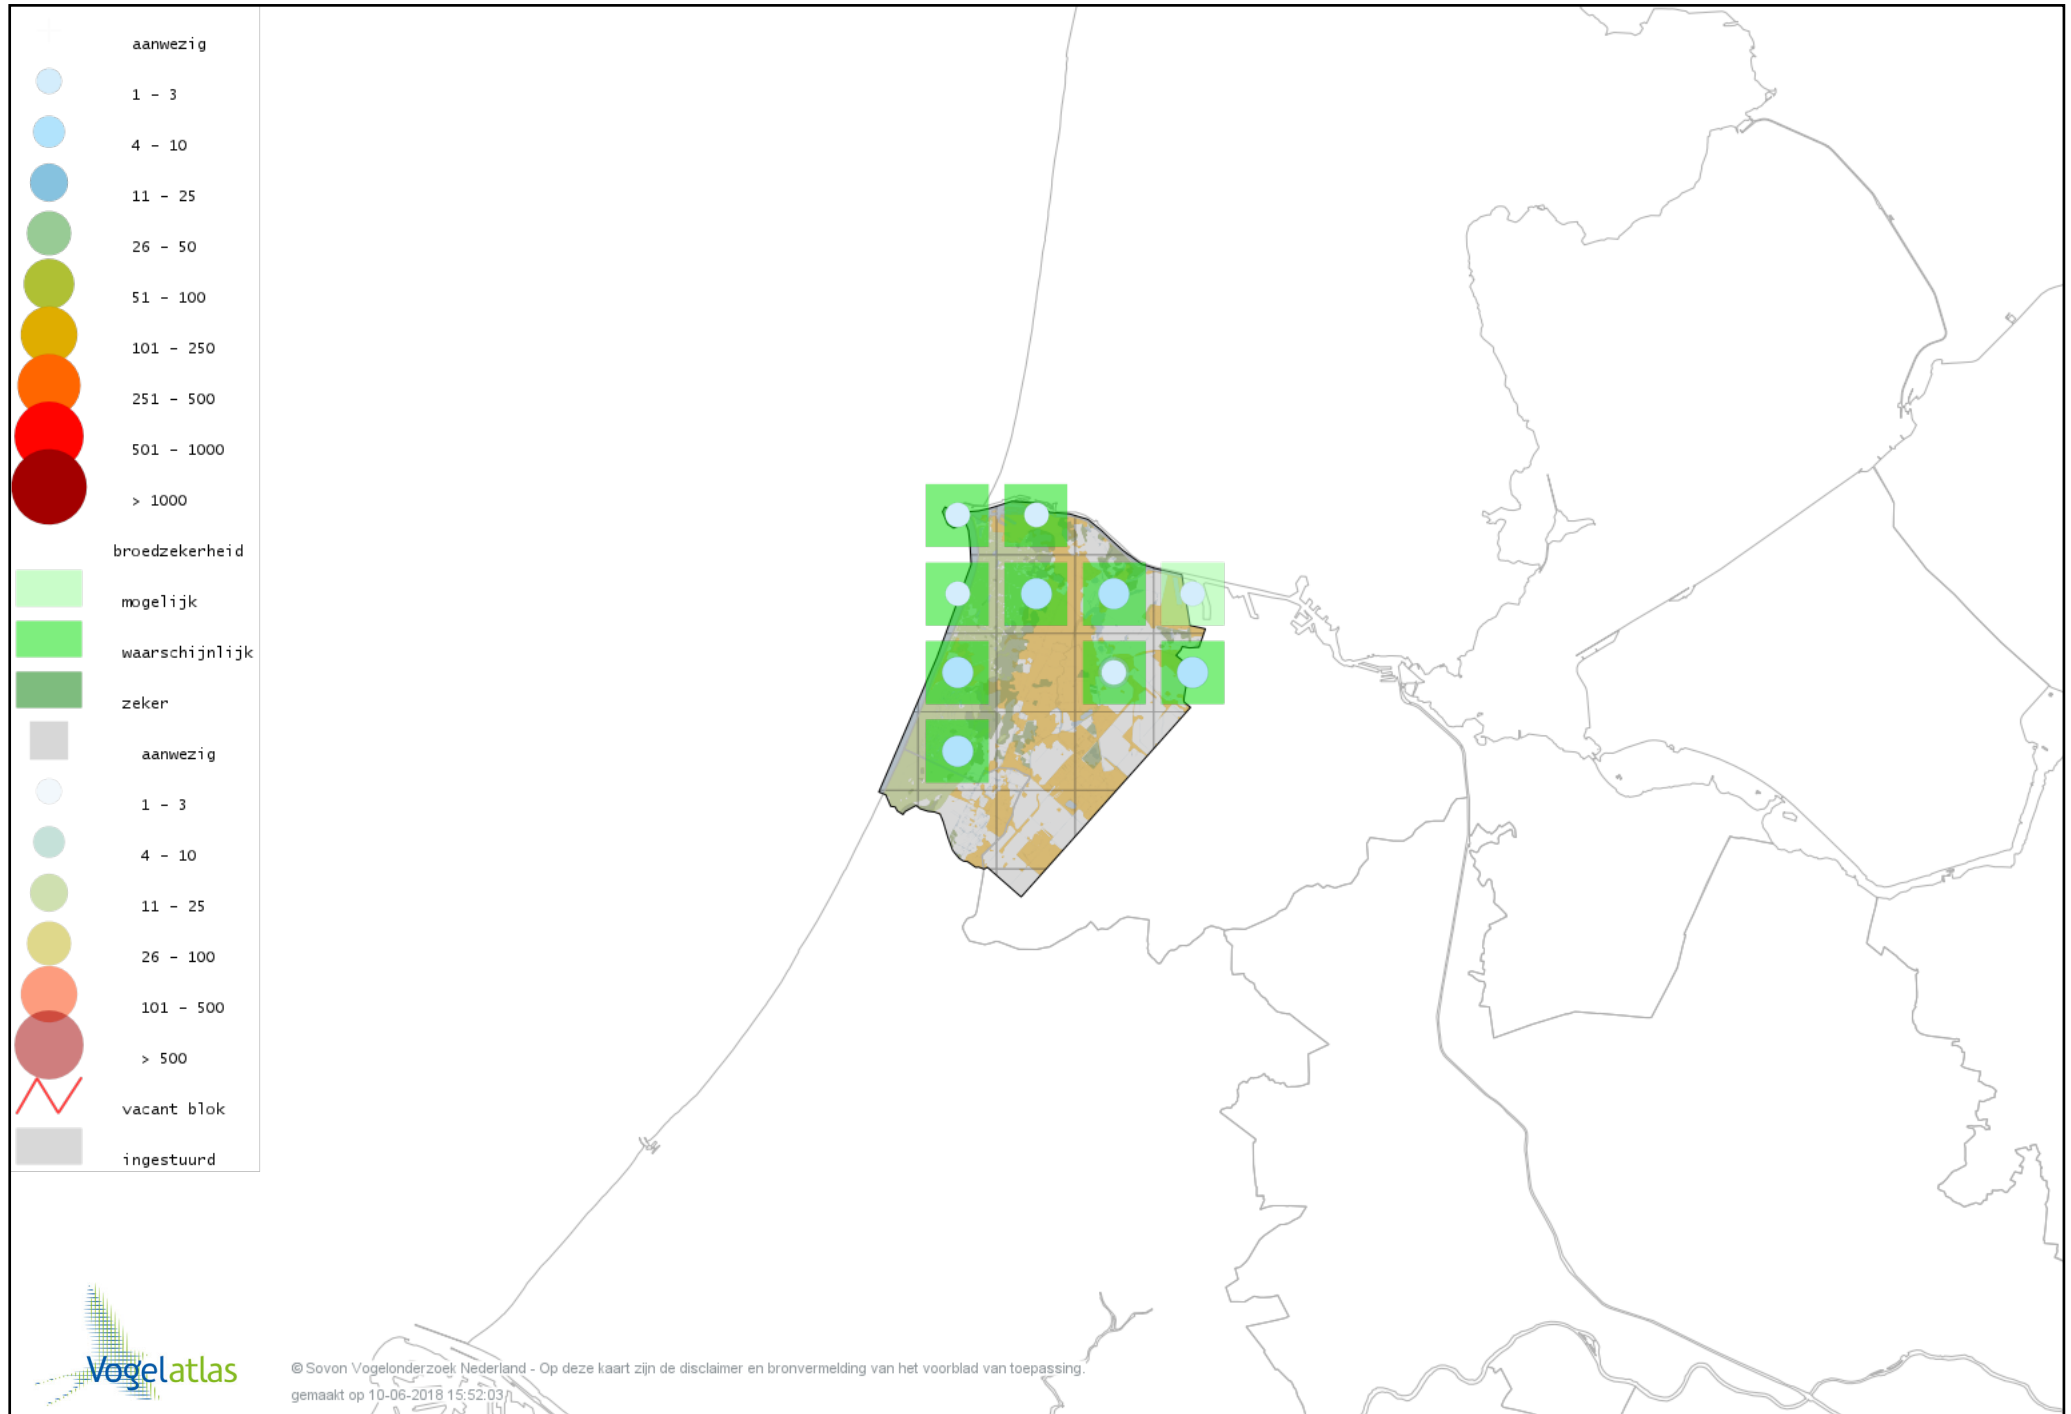 aanwezig
1 - 3
4 - 10
11 - 25
26 - 50
51 - 100
101 - 250
251 - 500
501 - 1000
> 1000
broedzekerheid
mogelijk
waarschijnlijk
zeker
aanwezig
1 - 3
4 - 10
11 - 25
26 - 100
101 - 500
> 500
vacant blok
ingestuurd
Vogelatlas
© Sovon Vogelonderzoek Nederland - Op deze kaart zijn de disclaimer en bronvermelding van het voorblad van toepassing.
gemaakt op 10-06-2018 15:52:03